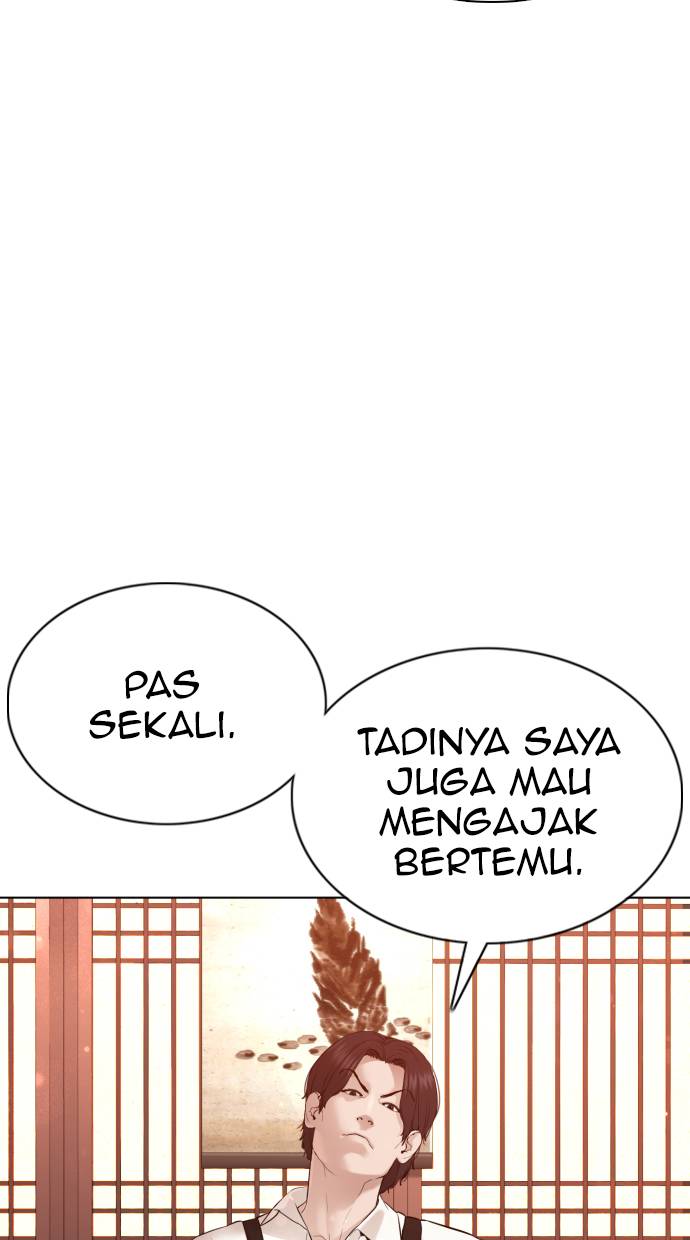 PAS
SEKALI.
TADINYA SAYA
JUGA MAU
MENGAJAK
BERTEMU.